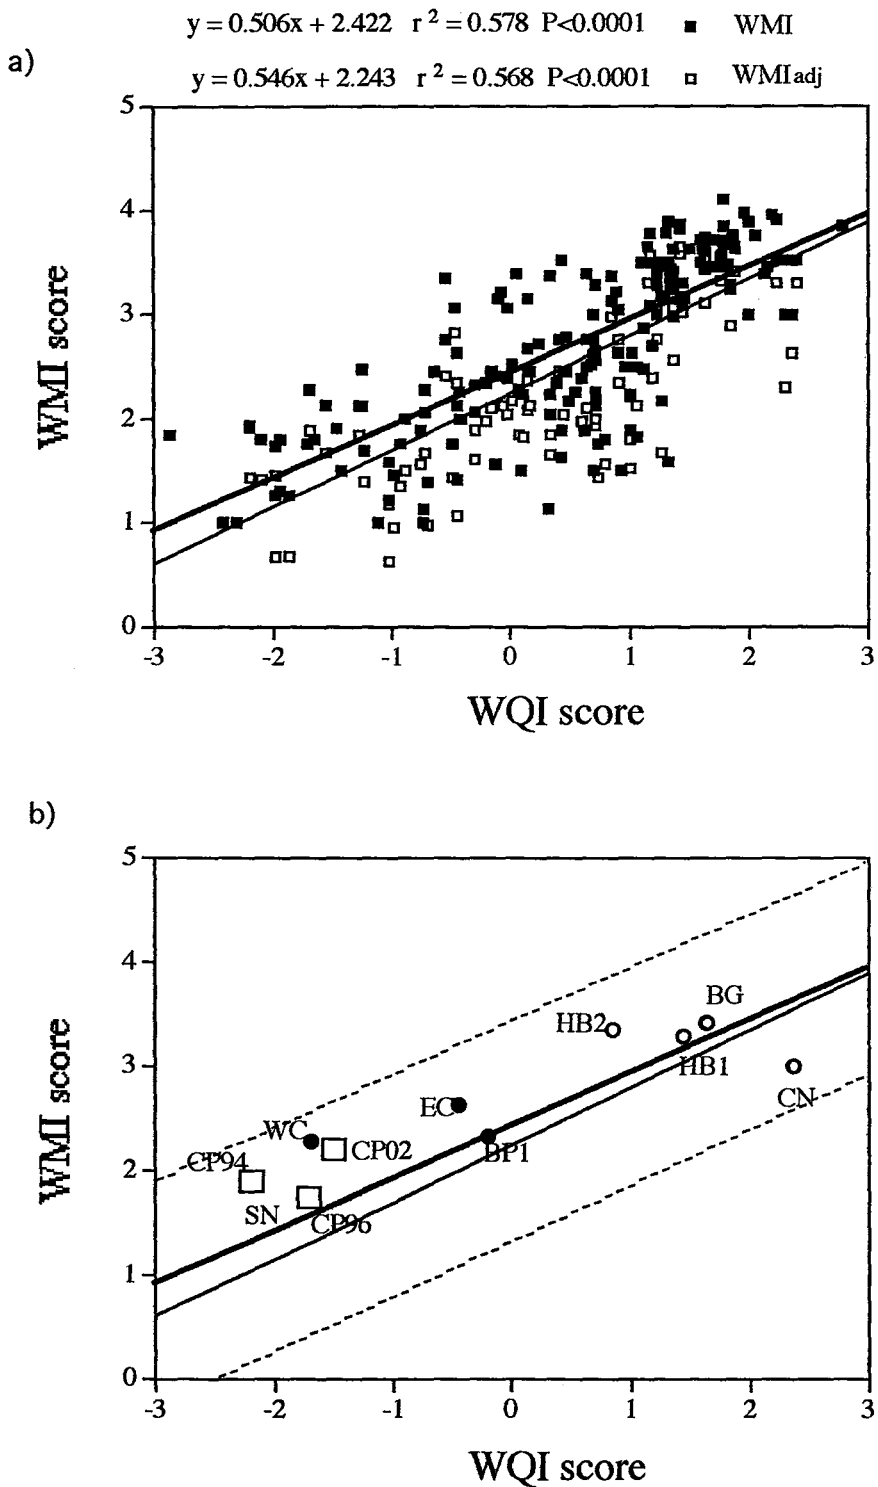 y = 0.506x + 2.422 r 2 = 0.578 P<0.0001 ■ WMI
a)
y = 0.546x + 2.243 r 2 = 0.568 P<0.0001 □ WMIadj
5
4
3
2
1
0
WMI score
-3 -2 -1 0 1 2 3
WQI score
b)
5
4
3
2
1
0
WMI score
BG
HB2
HB1
CN
EC
WC
BP1
CP02
CP94
SN
CP96
-3 -2 -1 0 1 2 3
WQI score